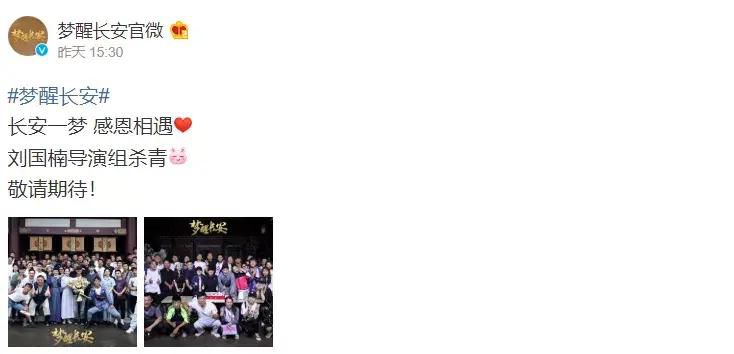 梦醒长安官微
昨天 15:30
#梦醒长安#
长安一梦 感恩相遇
刘国楠导演组杀青
敬请期待！
梦醒长安
梦醒长安